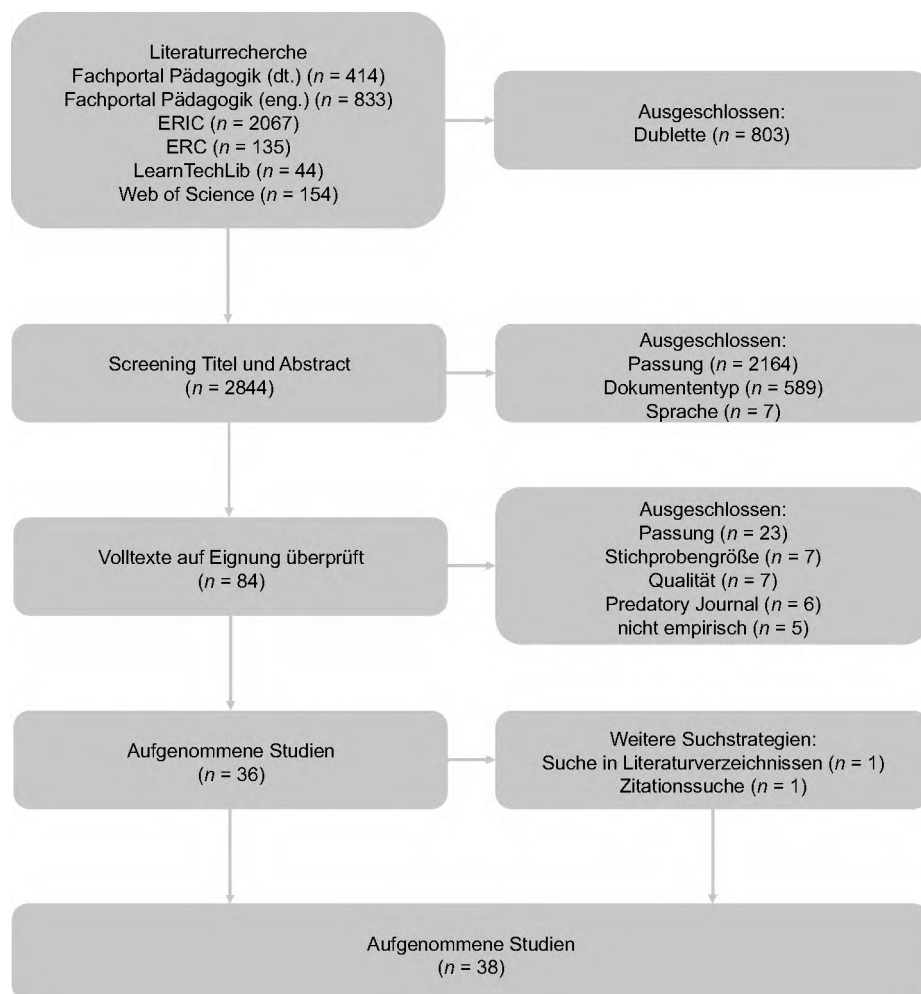 Literaturrecherche
Fachportal Pädagogik (dt.) (n = 414)
Fachportal Pädagogik (eng.) (n = 833)
ERIC (n = 2067)
ERC (n = 135)
LearnTechLib (n = 44)
Web of Science (n = 154)
Ausgeschlossen:
Dublette (n = 803)
Screening Titel und Abstract
(n = 2844)
Ausgeschlossen:
Passung (n = 2164)
Dokumententyp (n = 589)
Sprache (n = 7)
Volltexte auf Eignung überprüft
(n = 84)
Ausgeschlossen:
Passung (n = 23)
Stichprobengröße (n = 7)
Qualität (n = 7)
Predatory Journal (n = 6)
nicht empirisch (n = 5)
Aufgenommene Studien
(n = 36)
Weitere Suchstrategien:
Suche in Literaturverzeichnissen (n = 1)
Zitationssuche (n = 1)
Aufgenommene Studien
(n = 38)